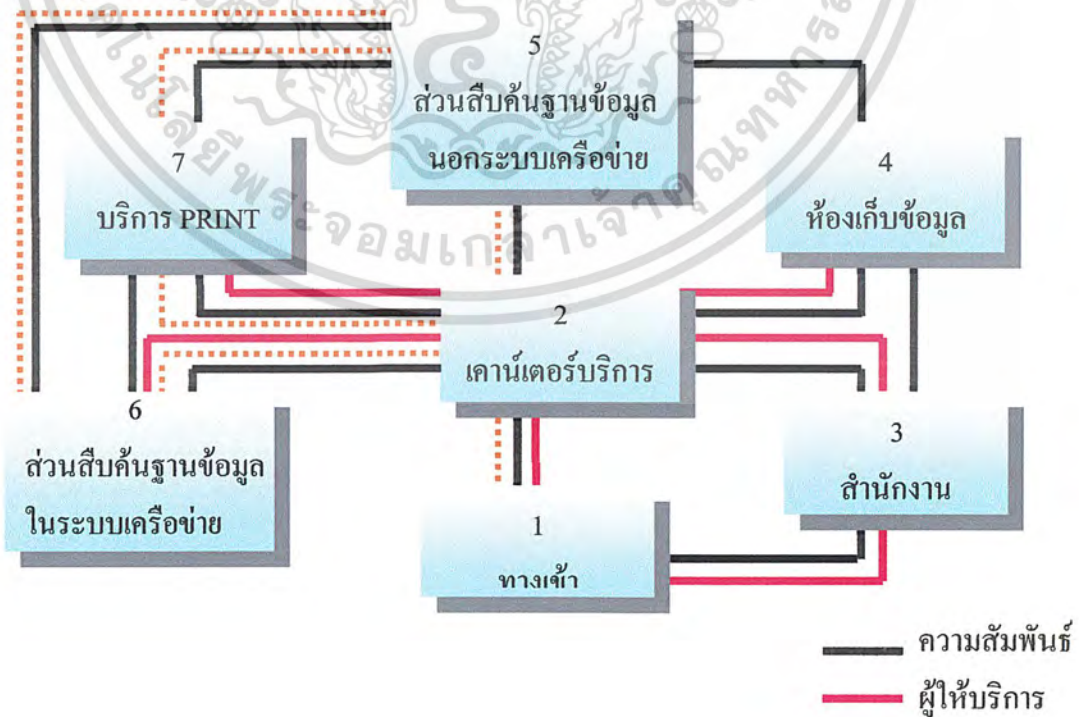 5
ส่วนสืบค้นฐานข้อมูล
นอกระบบเครือข่าย
7
บริการ PRINT
4
ห้องเก็บข้อมูล
2
เคาน์เตอร์บริการ
6
ส่วนสืบค้นฐานข้อมูล
ในระบบเครือข่าย
3
สำนักงาน
1
ทางเข้า
ความสัมพันธ์
ผู้ให้บริการ